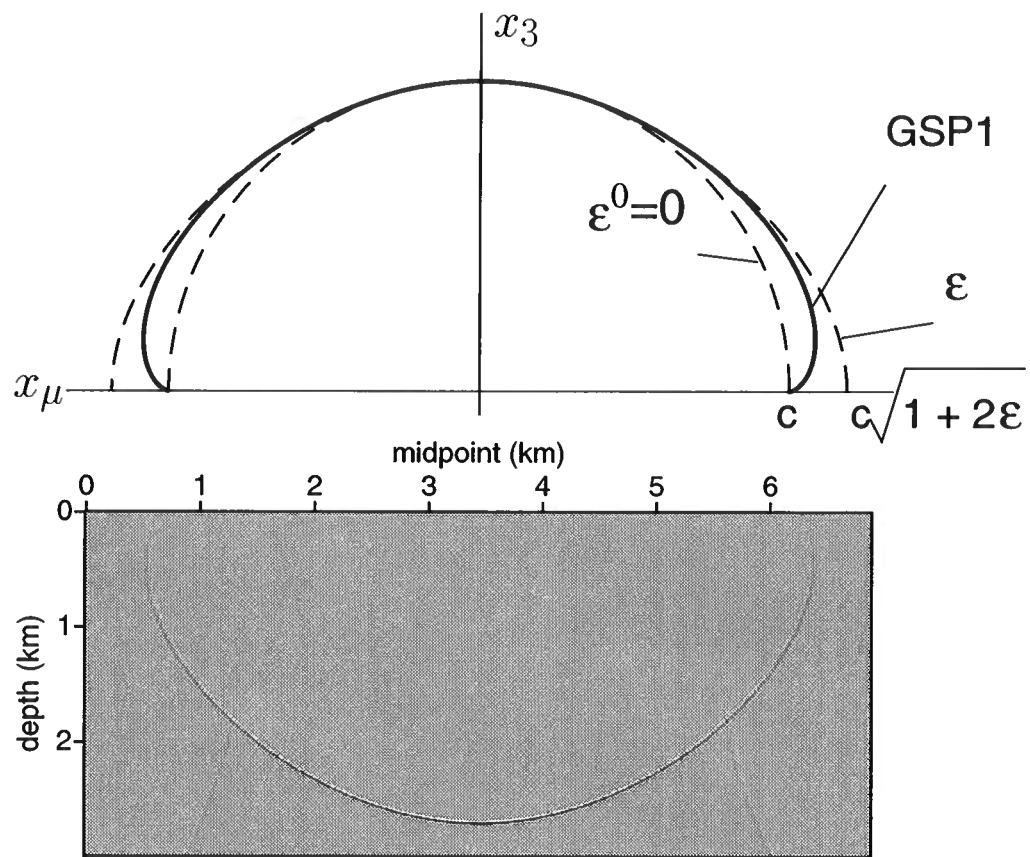 x₃
GSP1
ε⁰=0
ε
x_μ
c
c√1 + 2ε
midpoint (km)
0 1 2 3 4 5 6
0
1
2
depth (km)